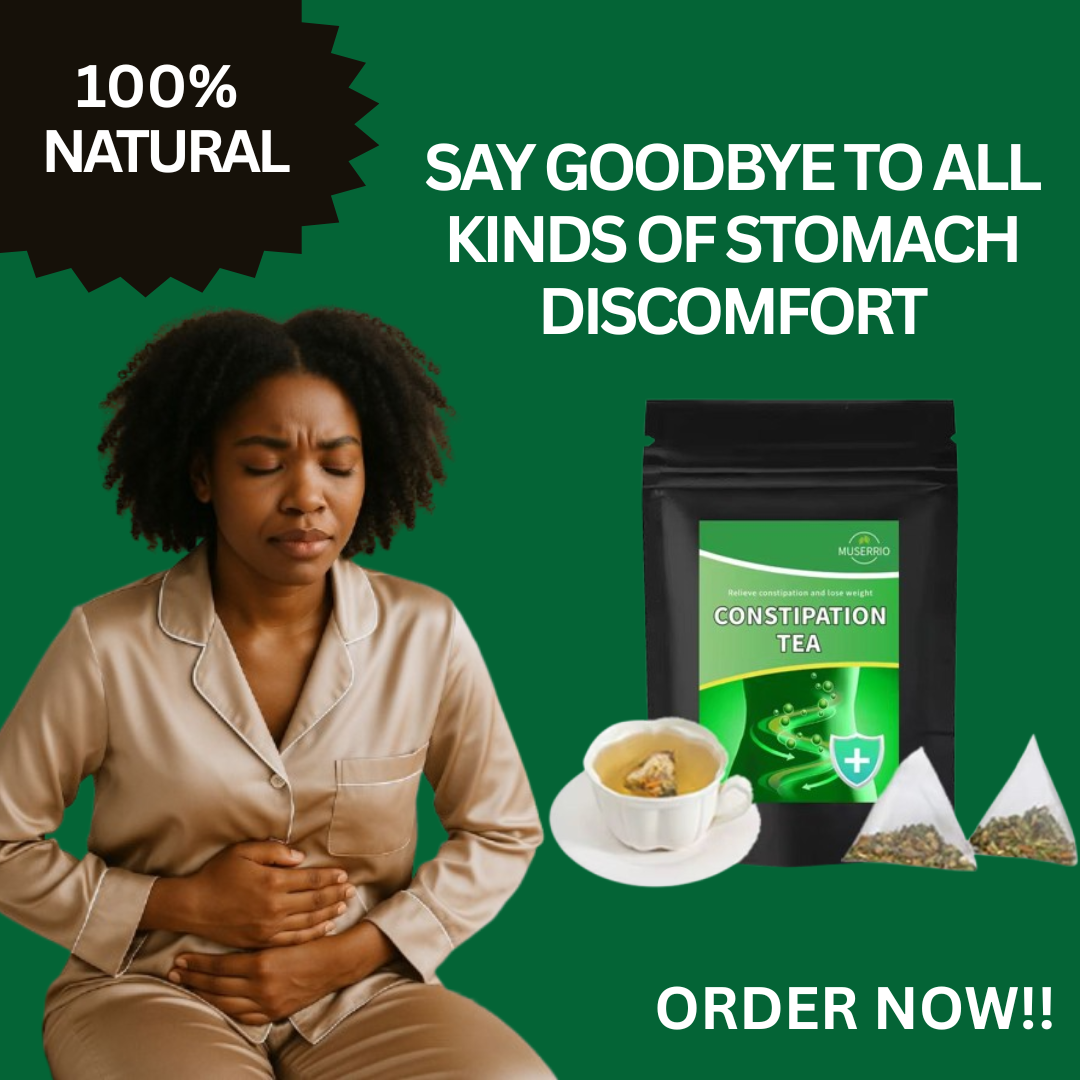 100%
NATURAL
SAY GOODBYE TO ALL
KINDS OF STOMACH
DISCOMFORT
MUSERRIO
Relieve constipation and lose weight
CONSTIPATION
TEA
ORDER NOW!!